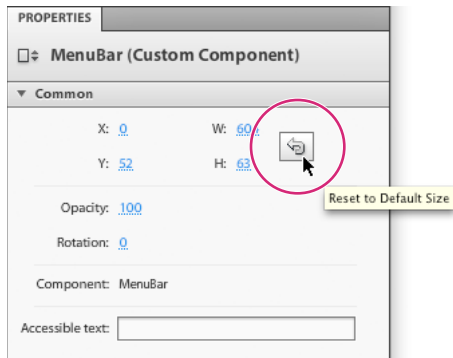 PROPERTIES
MenuBar (Custom Component)
Common
X: 0 W:
Y: 52 H: 63
Reset to Default Size
Opacity: 100
Rotation: 0
Component: MenuBar
Accessible text: